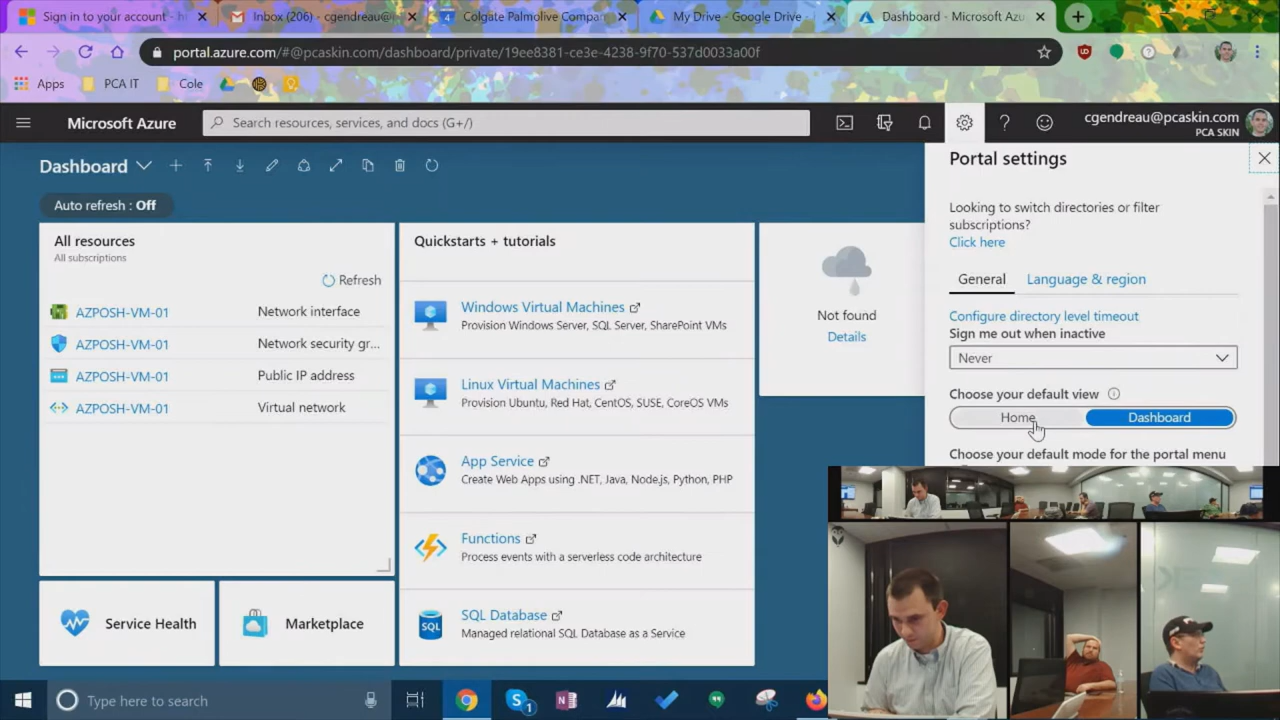 Sign in to your account - h
Inbox (206) - cgendreau@p
Colgate Palmolive Compan
My Drive - Google Drive
Dashboard - Microsoft Azu
portal.azure.com/#@pcaskin.com/dashboard/private/19ee8381-ce3e-4238-9f70-537d0033a00f
Apps
PCA IT
Cole
Microsoft Azure
Search resources, services, and docs (G+/)
cgendreau@pcaskin.com
PCA SKIN
Dashboard
Auto refresh : Off
All resources
All subscriptions
Refresh
AZPOSH-VM-01 Network interface
AZPOSH-VM-01 Network security gr...
AZPOSH-VM-01 Public IP address
AZPOSH-VM-01 Virtual network
Service Health
Marketplace
Quickstarts + tutorials
Windows Virtual Machines
Provision Windows Server, SQL Server, SharePoint VMs
Linux Virtual Machines
Provision Ubuntu, Red Hat, CentOS, SUSE, CoreOS VMs
App Service
Create Web Apps using .NET, Java, Node.js, Python, PHP
Functions
Process events with a serverless code architecture
SQL
SQL Database
Managed relational SQL Database as a Service
Not found
Details
Portal settings
Looking to switch directories or filter
subscriptions?
Click here
General
Language & region
Configure directory level timeout
Sign me out when inactive
Never
Choose your default view
Home
Dashboard
Choose your default mode for the portal menu
Type here to search